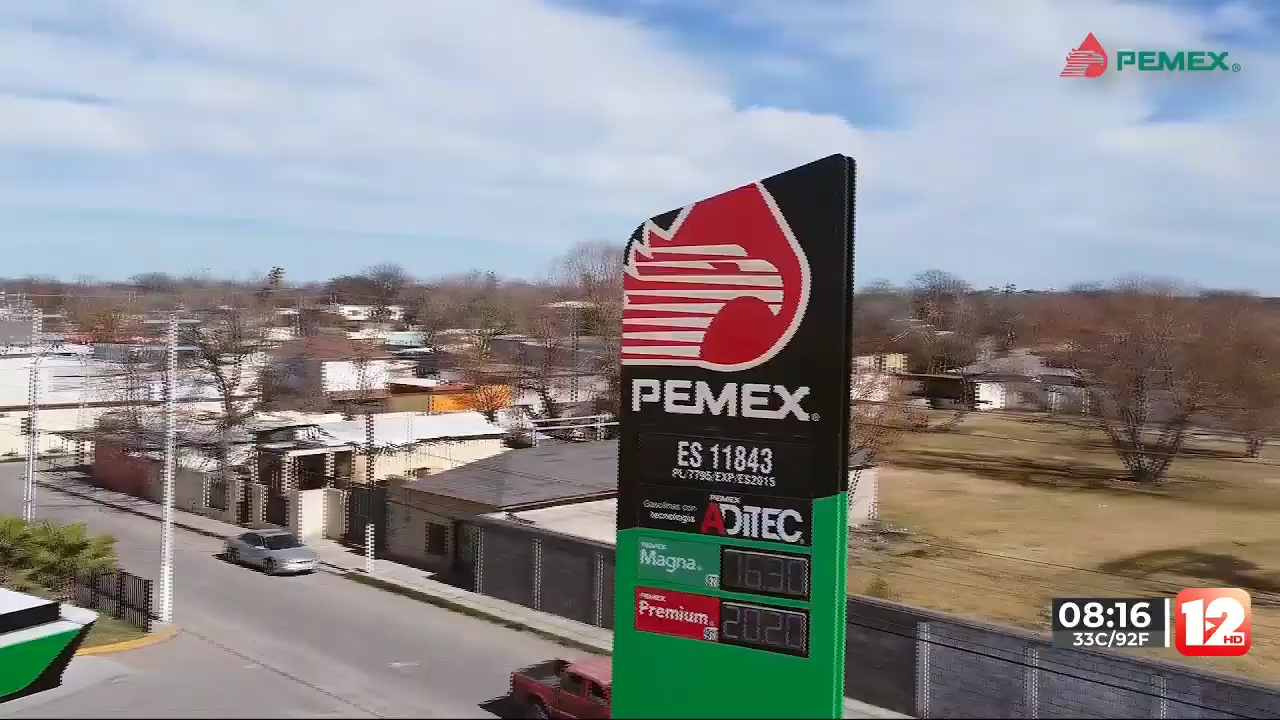 PEMEX®
PEMEX®
ES 11843
PL/7795/EXP/ES2015
Gasolinas con
tecnología
PEMEX
ADITEC
PEMEX
Magna®
87
16.30
PEMEX
Premium®
20.20
08:16
33C/92F
12
HD